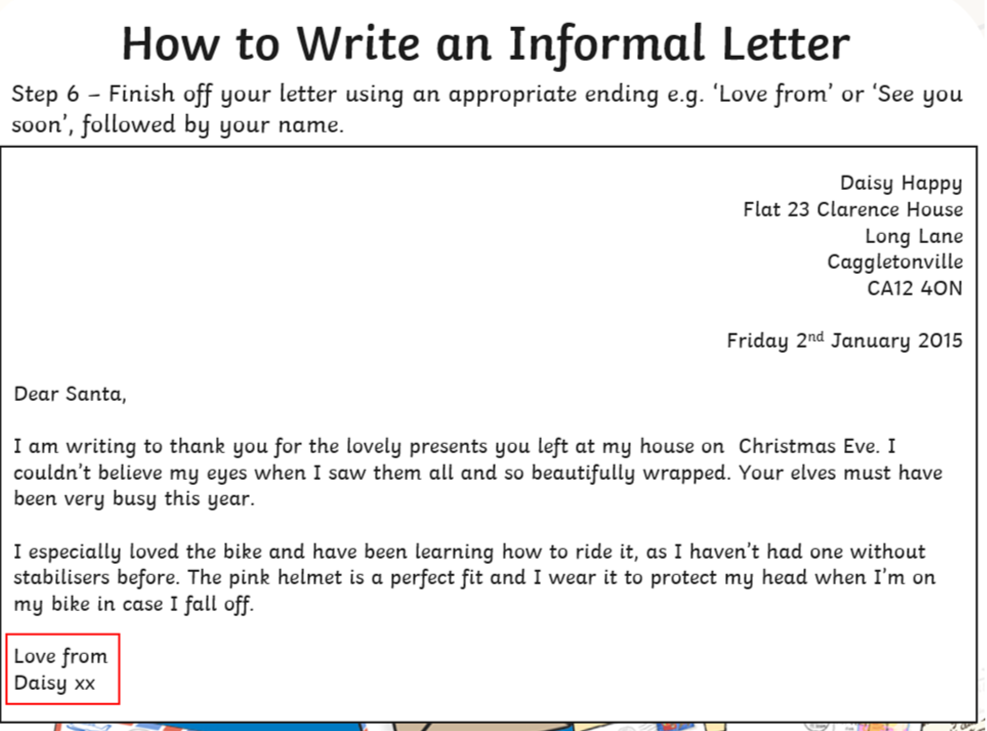 How to Write an Informal Letter
Step 6 – Finish off your letter using an appropriate ending e.g. ‘Love from’ or ‘See you
soon’, followed by your name.
Daisy Happy
Flat 23 Clarence House
Long Lane
Caggletonville
CA12 4ON
Friday 2nd January 2015
Dear Santa,
I am writing to thank you for the lovely presents you left at my house on  Christmas Eve. I
couldn’t believe my eyes when I saw them all and so beautifully wrapped. Your elves must have
been very busy this year.
I especially loved the bike and have been learning how to ride it, as I haven’t had one without
stabilisers before. The pink helmet is a perfect fit and I wear it to protect my head when I’m on
my bike in case I fall off.
Love from
Daisy xx